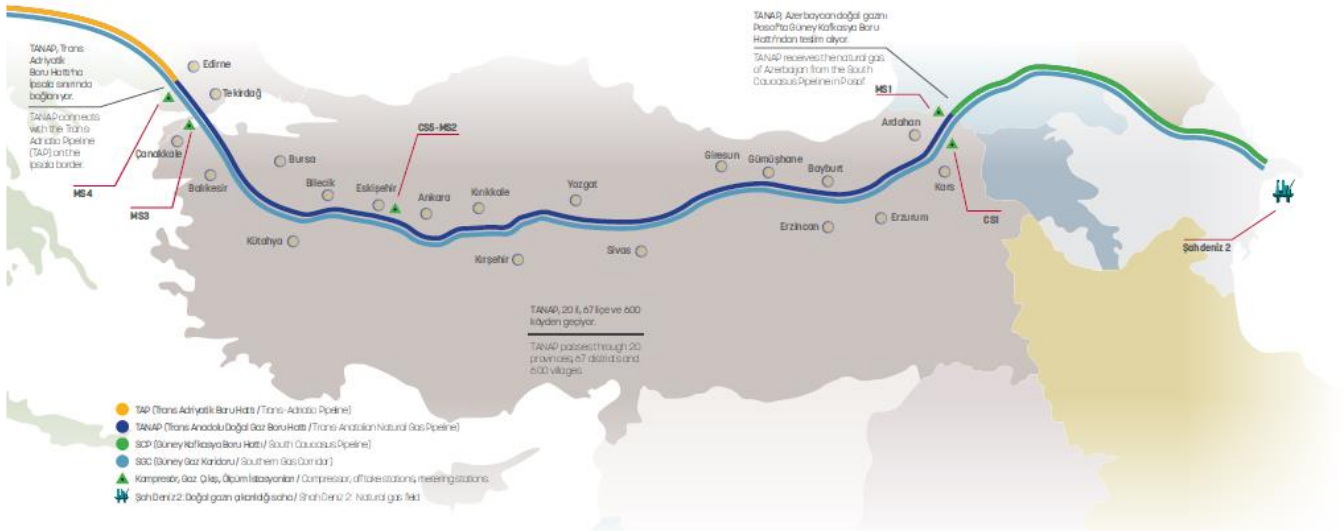 TANAP, Trans
Adriyatik
Boru Hattı'na
İpsala sınırında
bağlanıyor.
TANAP connects
with the Trans
Adriatic Pipeline
(TAP) on the
Ipsala border.
TANAP, Azerbaycan doğal gazını
Posof'ta Güney Kafkasya Boru
Hattı'ndan teslim alıyor.
TANAP receives the natural gas
of Azerbaijan from the South
Caucasus Pipeline in Posof.
Edirne
Tekirdağ
Çanakkale
MS4
MS3
Balıkesir
Bursa
Bilecik
Kütahya
Eskişehir
CS5-MS2
Ankara
Kırıkkale
Kırşehir
Yozgat
Sivas
Giresun
Gümüşhane
Bayburt
Erzincan
Erzurum
Ardahan
MS1
Kars
CS1
Şah deniz 2
TANAP, 20 il, 67 ilçe ve 600
köyden geçiyor.
TANAP passes through 20
provinces, 67 districts and
600 villages.
TAP (Trans Adriyatik Boru Hattı / Trans-Adriatic Pipeline)
TANAP (Trans Anadolu Doğal Gaz Boru Hattı / Trans-Anatolian Natural Gas Pipeline)
SCP (Güney Kafkasya Boru Hattı / South Caucasus Pipeline)
SGC (Güney Gaz Koridoru / Southern Gas Corridor)
Kompresör, Gaz Çıkış, Ölçüm İstasyonları / Compressor, off take stations, metering stations
Şah Deniz 2: Doğal gazın çıkarıldığı saha / Shah Deniz 2: Natural gas field